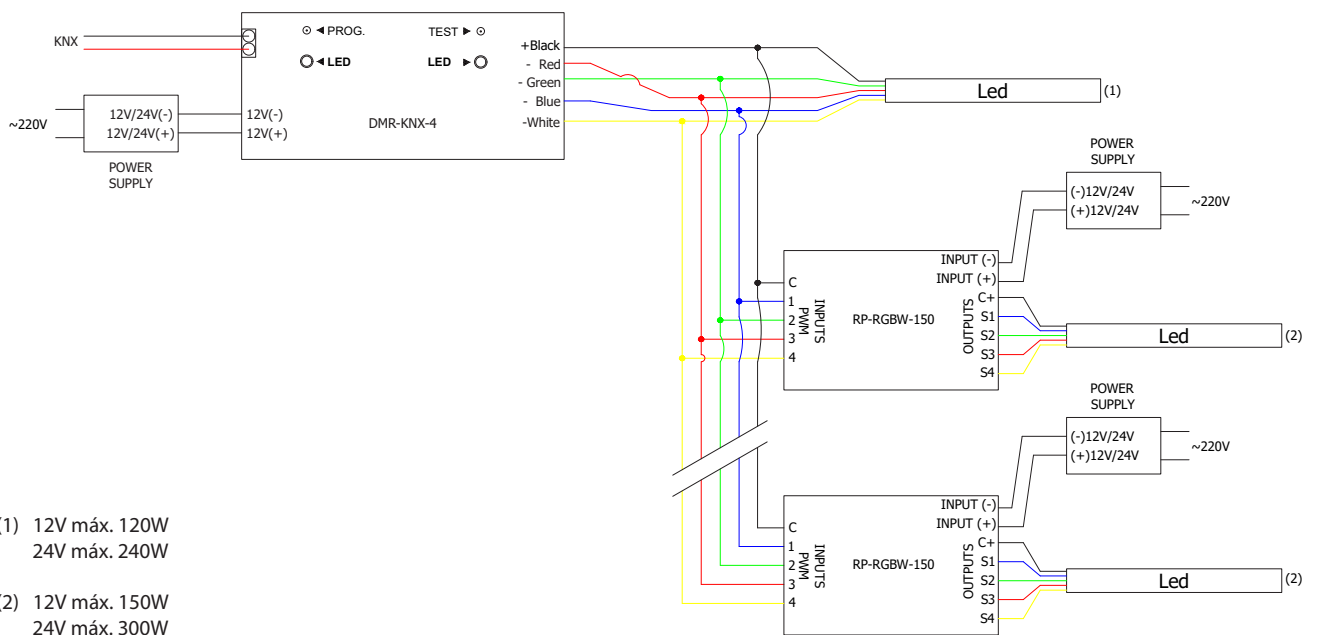 KNX
PROG.
TEST
LED
LED
+Black
- Red
- Green
- Blue
-White
DMR-KNX-4
12V(-)
12V(+)
~220V
12V/24V(-)
12V/24V(+)
POWER
SUPPLY
Led
(1)
POWER
SUPPLY
(-)12V/24V
(+)12V/24V
~220V
INPUT (-)
INPUT (+)
C
1
2
3
4
INPUTS
PWM
RP-RGBW-150
OUTPUTS
C+
S1
S2
S3
S4
Led
(2)
POWER
SUPPLY
(-)12V/24V
(+)12V/24V
~220V
INPUT (-)
INPUT (+)
C
1
2
3
4
INPUTS
PWM
RP-RGBW-150
OUTPUTS
C+
S1
S2
S3
S4
Led
(2)
(1) 12V máx. 120W
24V máx. 240W
(2) 12V máx. 150W
24V máx. 300W